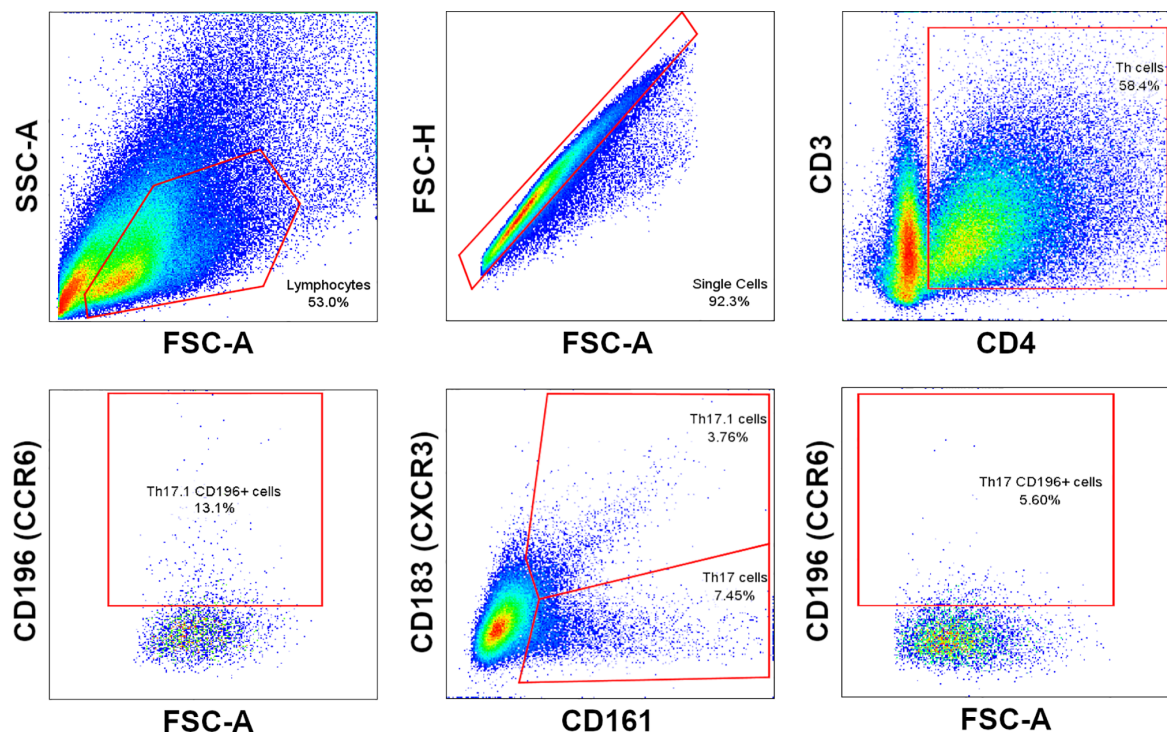 SSC-A
Lymphocytes
53.0%
FSC-A
FSC-H
Single Cells
92.3%
FSC-A
CD3
Th cells
58.4%
CD4
CD196 (CCR6)
Th17.1 CD196+ cells
13.1%
FSC-A
CD183 (CXCR3)
Th17.1 cells
3.76%
Th17 cells
7.45%
CD161
CD196 (CCR6)
Th17 CD196+ cells
5.60%
FSC-A